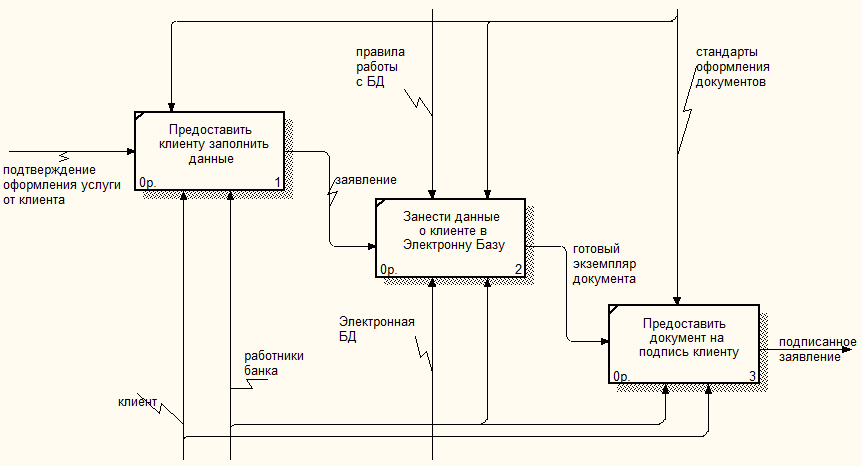 правила
работы
с БД
стандарты
оформления
документов
Предоставить
клиенту заполнить
данные
0р.
1
подтверждение
оформления услуги
от клиента
заявление
Занести данные
о клиенте в
Электронну Базу
0р.
2
готовый
экземпляр
документа
Электронная
БД
Предоставить
документ на
подпись клиенту
0р.
3
подписанное
заявление
работники
банка
клиент